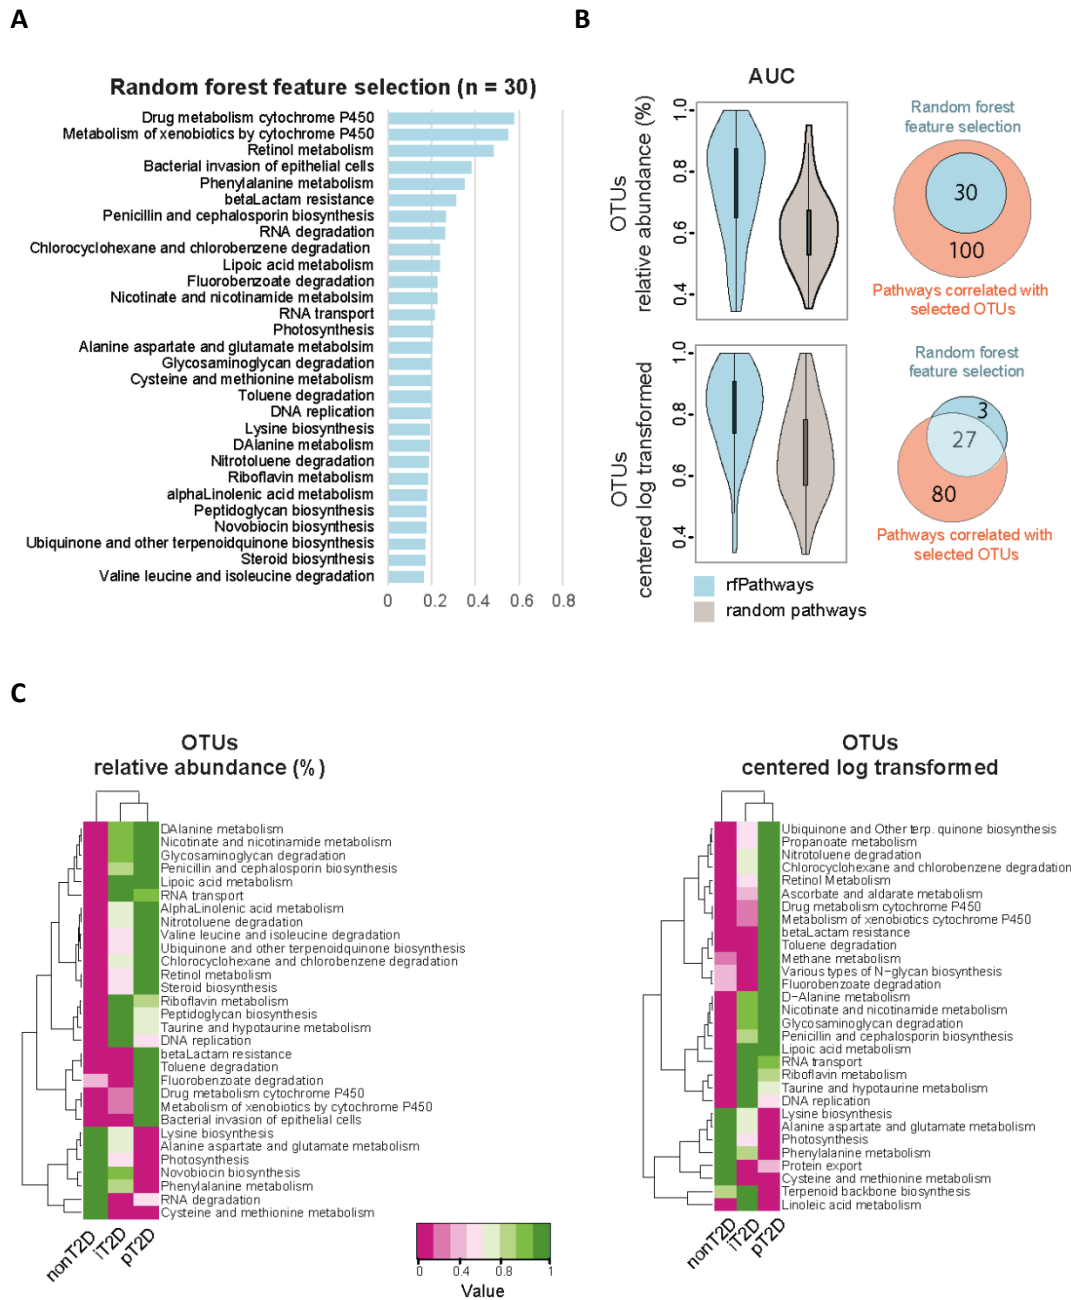 A
B
Random forest feature selection (n = 30)
Drug metabolism cytochrome P450
Metabolism of xenobiotics by cytochrome P450
Retinol metabolism
Bacterial invasion of epithelial cells
Phenylalanine metabolism
betaLactam resistance
Penicillin and cephalosporin biosynthesis
RNA degradation
Chlorocyclohexane and chlorobenzene degradation
Lipoic acid metabolism
Fluorobenzoate degradation
Nicotinate and nicotinamide metabolsim
RNA transport
Photosynthesis
Alanine aspartate and glutamate metabolsim
Glycosaminoglycan degradation
Cysteine and methionine metabolism
Toluene degradation
DNA replication
Lysine biosynthesis
DAlanine metabolism
Nitrotoluene degradation
Riboflavin metabolism
alphaLinolenic acid metabolism
Peptidoglycan biosynthesis
Novobiocin biosynthesis
Ubiquinone and other terpenoidquinone biosynthesis
Steroid biosynthesis
Valine leucine and isoleucine degradation
0 0.2 0.4 0.6 0.8
AUC
OTUs
relative abundance (%)
1.0
0.8
0.6
0.4
Random forest
feature selection
30
100
Pathways correlated with
selected OTUs
OTUs
centered log transformed
1.0
0.8
0.6
0.4
Random forest
feature selection
3
27
80
Pathways correlated with
selected OTUs
rfPathways
random pathways
C
OTUs
relative abundance (%)
DAlanine metabolism
Nicotinate and nicotinamide metabolism
Glycosaminoglycan degradation
Penicillin and cephalosporin biosynthesis
Lipoic acid metabolism
RNA transport
AlphaLinolenic acid metabolism
Nitrotoluene degradation
Valine leucine and isoleucine degradation
Ubiquinone and other terpenoidquinone biosynthesis
Chlorocyclohexane and chlorobenzene degradation
Retinol metabolism
Steroid biosynthesis
Riboflavin metabolism
Peptidoglycan biosynthesis
Taurine and hypotaurine metabolism
DNA replication
betaLactam resistance
Toluene degradation
Fluorobenzoate degradation
Drug metabolism cytochrome P450
Metabolism of xenobiotics by cytochrome P450
Bacterial invasion of epithelial cells
Lysine biosynthesis
Alanine aspartate and glutamate metabolism
Photosynthesis
Novobiocin biosynthesis
Phenylalanine metabolism
RNA degradation
Cysteine and methionine metabolism
nonT2D
iT2D
pT2D
0 0.4 0.8 1
Value
OTUs
centered log transformed
Ubiquinone and Other terp. quinone biosynthesis
Propanoate metabolism
Nitrotoluene degradation
Chlorocyclohexane and chlorobenzene degradation
Retinol Metabolism
Ascorbate and aldarate metabolism
Drug metabolism cytochrome P450
Metabolism of xenobiotics cytochrome P450
betaLactam resistance
Toluene degradation
Methane metabolism
Various types of N-glycan biosynthesis
Fluorobenzoate degradation
D-Alanine metabolism
Nicotinate and nicotinamide metabolism
Glycosaminoglycan degradation
Penicillin and cephalosporin biosynthesis
Lipoic acid metabolism
RNA transport
Riboflavin metabolism
Taurine and hypotaurine metabolism
DNA replication
Lysine biosynthesis
Alanine aspartate and glutamate metabolism
Photosynthesis
Phenylalanine metabolism
Protein export
Cysteine and methionine metabolism
Terpenoid backbone biosynthesis
Linoleic acid metabolism
nonT2D
iT2D
pT2D